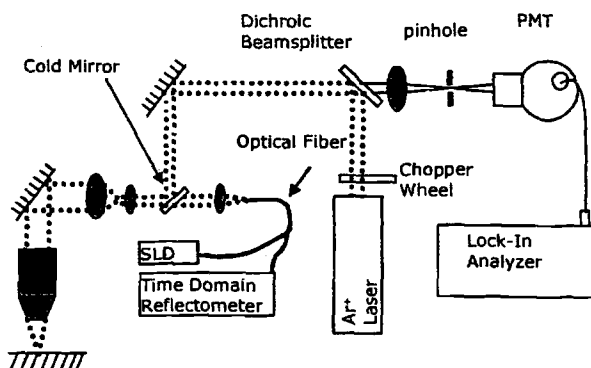 Dichroic
Beamsplitter
pinhole
PMT
Cold Mirror
Optical Fiber
Chopper
Wheel
SLD
Time Domain
Reflectometer
Ar+
Laser
Lock-In
Analyzer